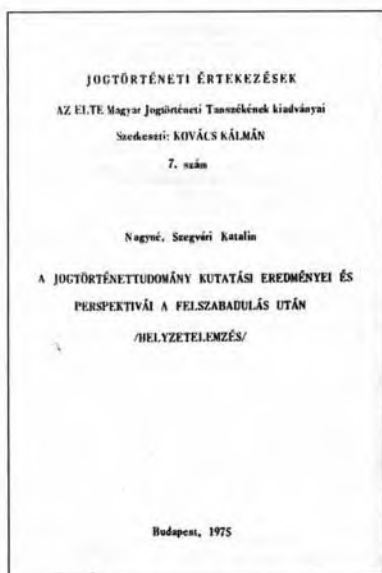 JOGTÖRTÉNETI ÉRTEKEZÉSEK
AZ ELTE Magyar Jogtörténeti Tanszékének kiadványai
Szerkeszti: KOVÁCS KÁLMÁN
7. szám
Nagyné, Szegvári Katalin
A JOGTÖRTÉNETTUDOMÁNY KUTATÁSI EREDMÉNYEI ÉS
PERSPEKTIVÁI A FELSZABADULÁS UTÁN
/HELYZETELEMZÉS/
Budapest, 1975